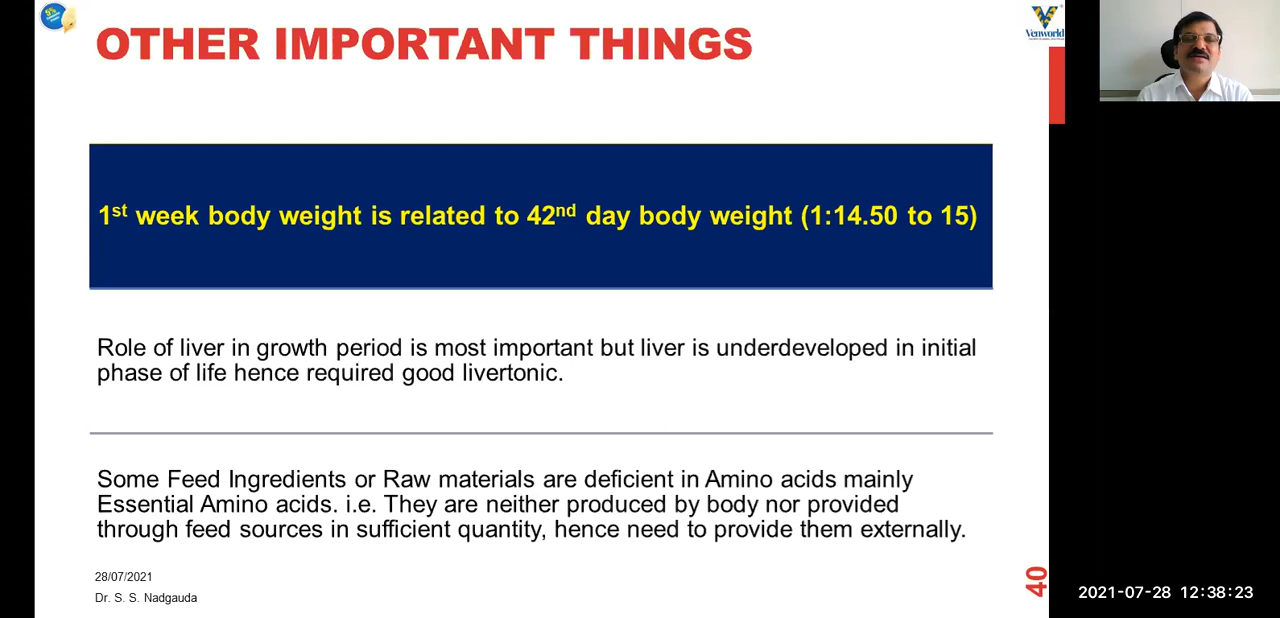 5%
OTHER IMPORTANT THINGS
Venworld
1st week body weight is related to 42nd day body weight (1:14.50 to 15)
Role of liver in growth period is most important but liver is underdeveloped in initial
phase of life hence required good livertonic.
Some Feed Ingredients or Raw materials are deficient in Amino acids mainly
Essential Amino acids. i.e. They are neither produced by body nor provided
through feed sources in sufficient quantity, hence need to provide them externally.
28/07/2021
Dr. S. S. Nadgauda
40
2021-07-28 12:38:23